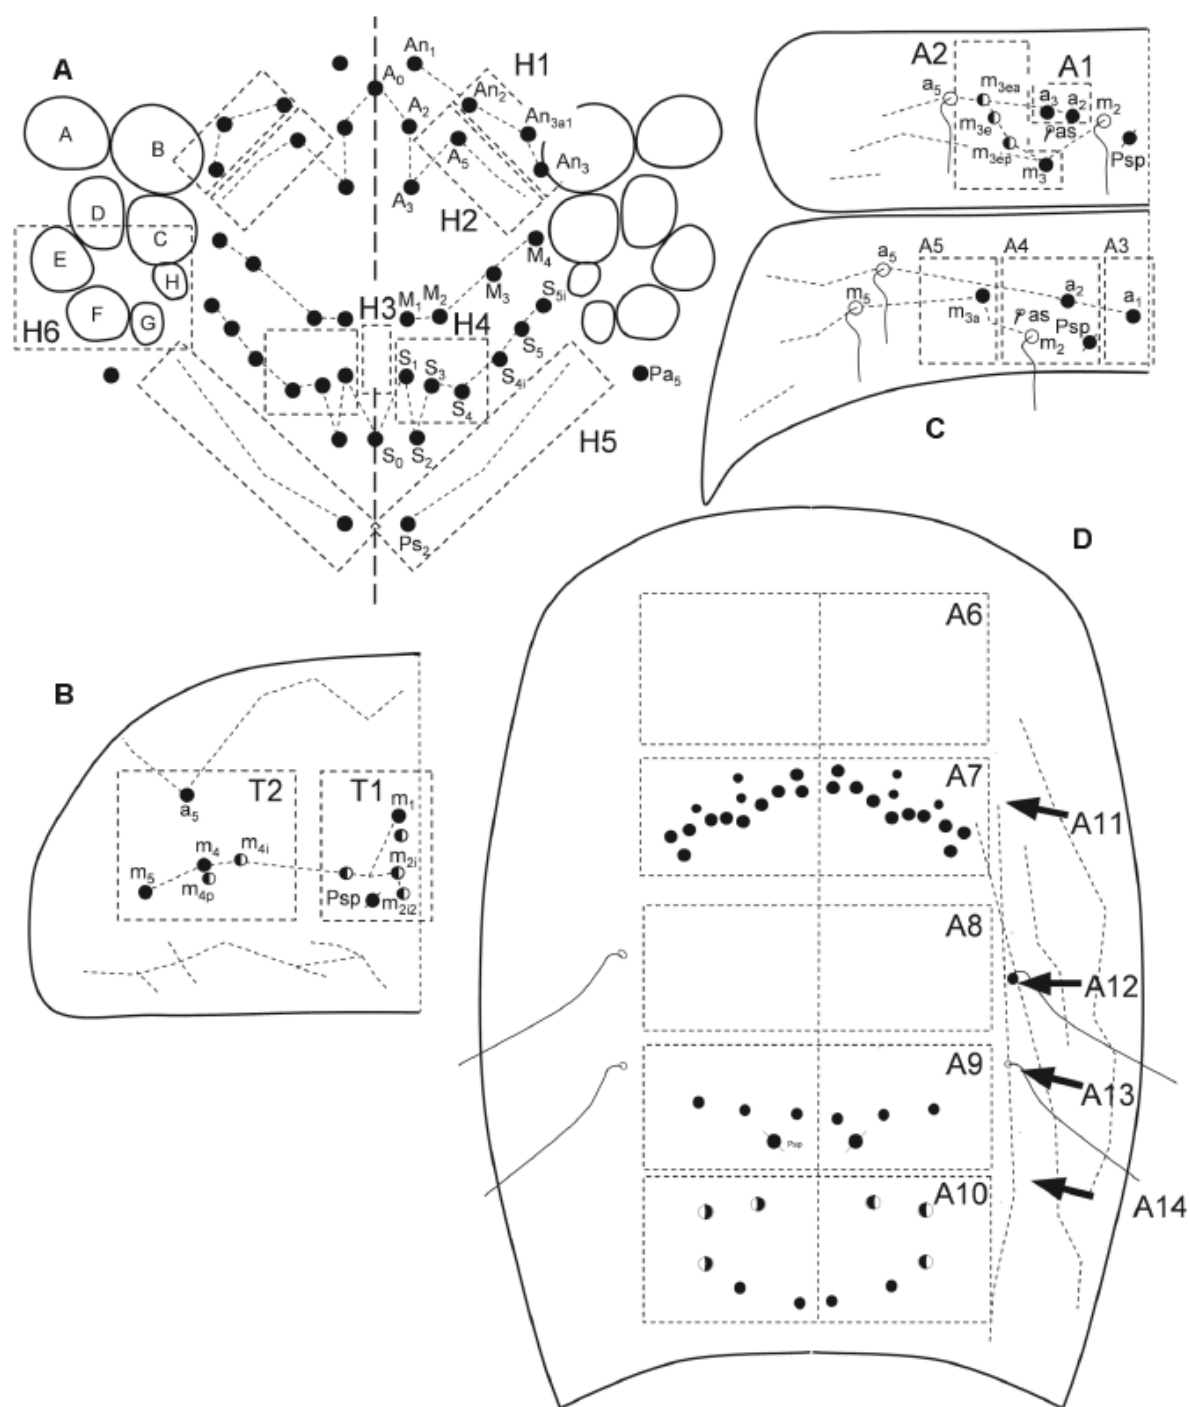 A
An₁
H1
A₀
An₂
A₂
An₃ₐ₁
A₅
An₃
A₃
H2
A
B
D
C
E
H
F
G
H6
M₄
M₃
S₅ᵢ
H3
M₁
M₂
H4
S₅
S₁
S₃
S₄ᵢ
S₄
Pa₅
S₀
S₂
H5
Ps₂
A2
A1
a₅
m₃ₑₐ
a₃
a₂
m₂
m₃ₑ
as
m₃ₑₚ
Psp
m₃
A5
A4
A3
a₅
a₂
m₅
m₃ₐ
as
a₁
Psp
m₂
C
B
T2
T1
a₅
m₁
m₄
m₄ᵢ
m₂ᵢ
m₅
m₄ₚ
Psp
m₂ᵢ₂
D
A6
A7
A11
A8
A12
A9
A13
Psp
A10
A14